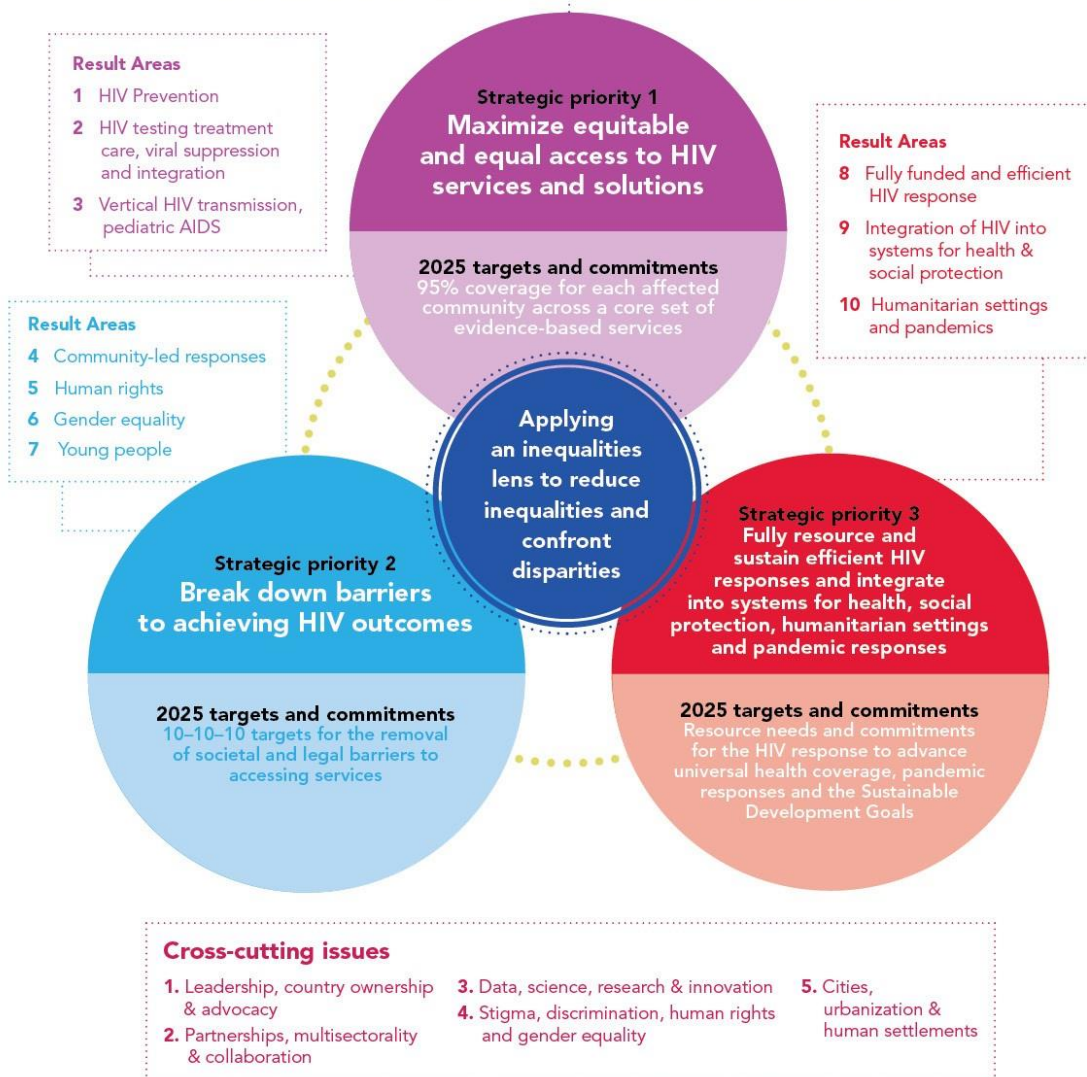 Strategic priority 1
Maximize equitable
and equal access to HIV
services and solutions
2025 targets and commitments
95% coverage for each affected
community across a core set of
evidence-based services
Result Areas
1 HIV Prevention
2 HIV testing treatment
care, viral suppression
and integration
3 Vertical HIV transmission,
pediatric AIDS
Result Areas
4 Community-led responses
5 Human rights
6 Gender equality
7 Young people
Result Areas
8 Fully funded and efficient
HIV response
9 Integration of HIV into
systems for health &
social protection
10 Humanitarian settings
and pandemics
Applying
an inequalities
lens to reduce
inequalities and
confront
disparities
Strategic priority 2
Break down barriers
to achieving HIV outcomes
2025 targets and commitments
10–10–10 targets for the removal
of societal and legal barriers to
accessing services
Strategic priority 3
Fully resource and
sustain efficient HIV
responses and integrate
into systems for health, social
protection, humanitarian settings
and pandemic responses
2025 targets and commitments
Resource needs and commitments
for the HIV response to advance
universal health coverage, pandemic
responses and the Sustainable
Development Goals
Cross-cutting issues
1. Leadership, country ownership
& advocacy
2. Partnerships, multisectorality
& collaboration
3. Data, science, research & innovation
4. Stigma, discrimination, human rights
and gender equality
5. Cities,
urbanization &
human settlements